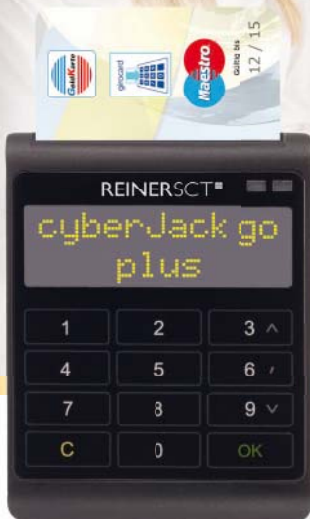 GeldKarte
girocard
Maestro
Gültig bis
12 / 15
REINERSCT
cyberJack go
plus
1 2 3
4 5 6
7 8 9
C 0 OK